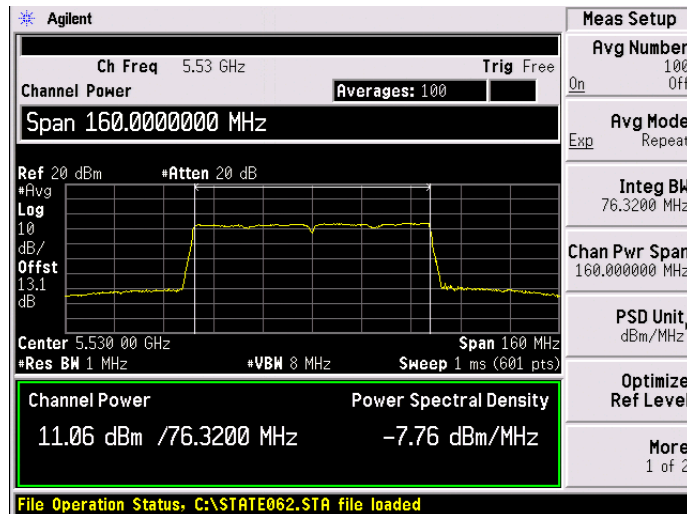 Agilent
Meas Setup
Ch Freq 5.53 GHz Trig Free
Channel Power Averages: 100
Span 160.0000000 MHz
Ref 20 dBm #Atten 20 dB
#Avg
Log
10
dB/
Offst
13.1
dB
Center 5.530 00 GHz Span 160 MHz
#Res BW 1 MHz #VBW 8 MHz Sweep 1 ms (601 pts)
Channel Power Power Spectral Density
11.06 dBm /76.3200 MHz -7.76 dBm/MHz
File Operation Status, C:\STATE062.STA file loaded
Avg Number
100
On Off
Avg Mode
Exp Repeat
Integ BW
76.3200 MHz
Chan Pwr Span
160.000000 MHz
PSD Unit
dBm/MHz
Optimize
Ref Level
More
1 of 2